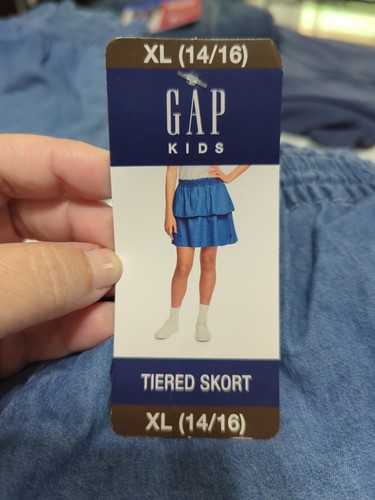 XL (14/16)
GAP
KIDS
TIERED SKORT
XL (14/16)